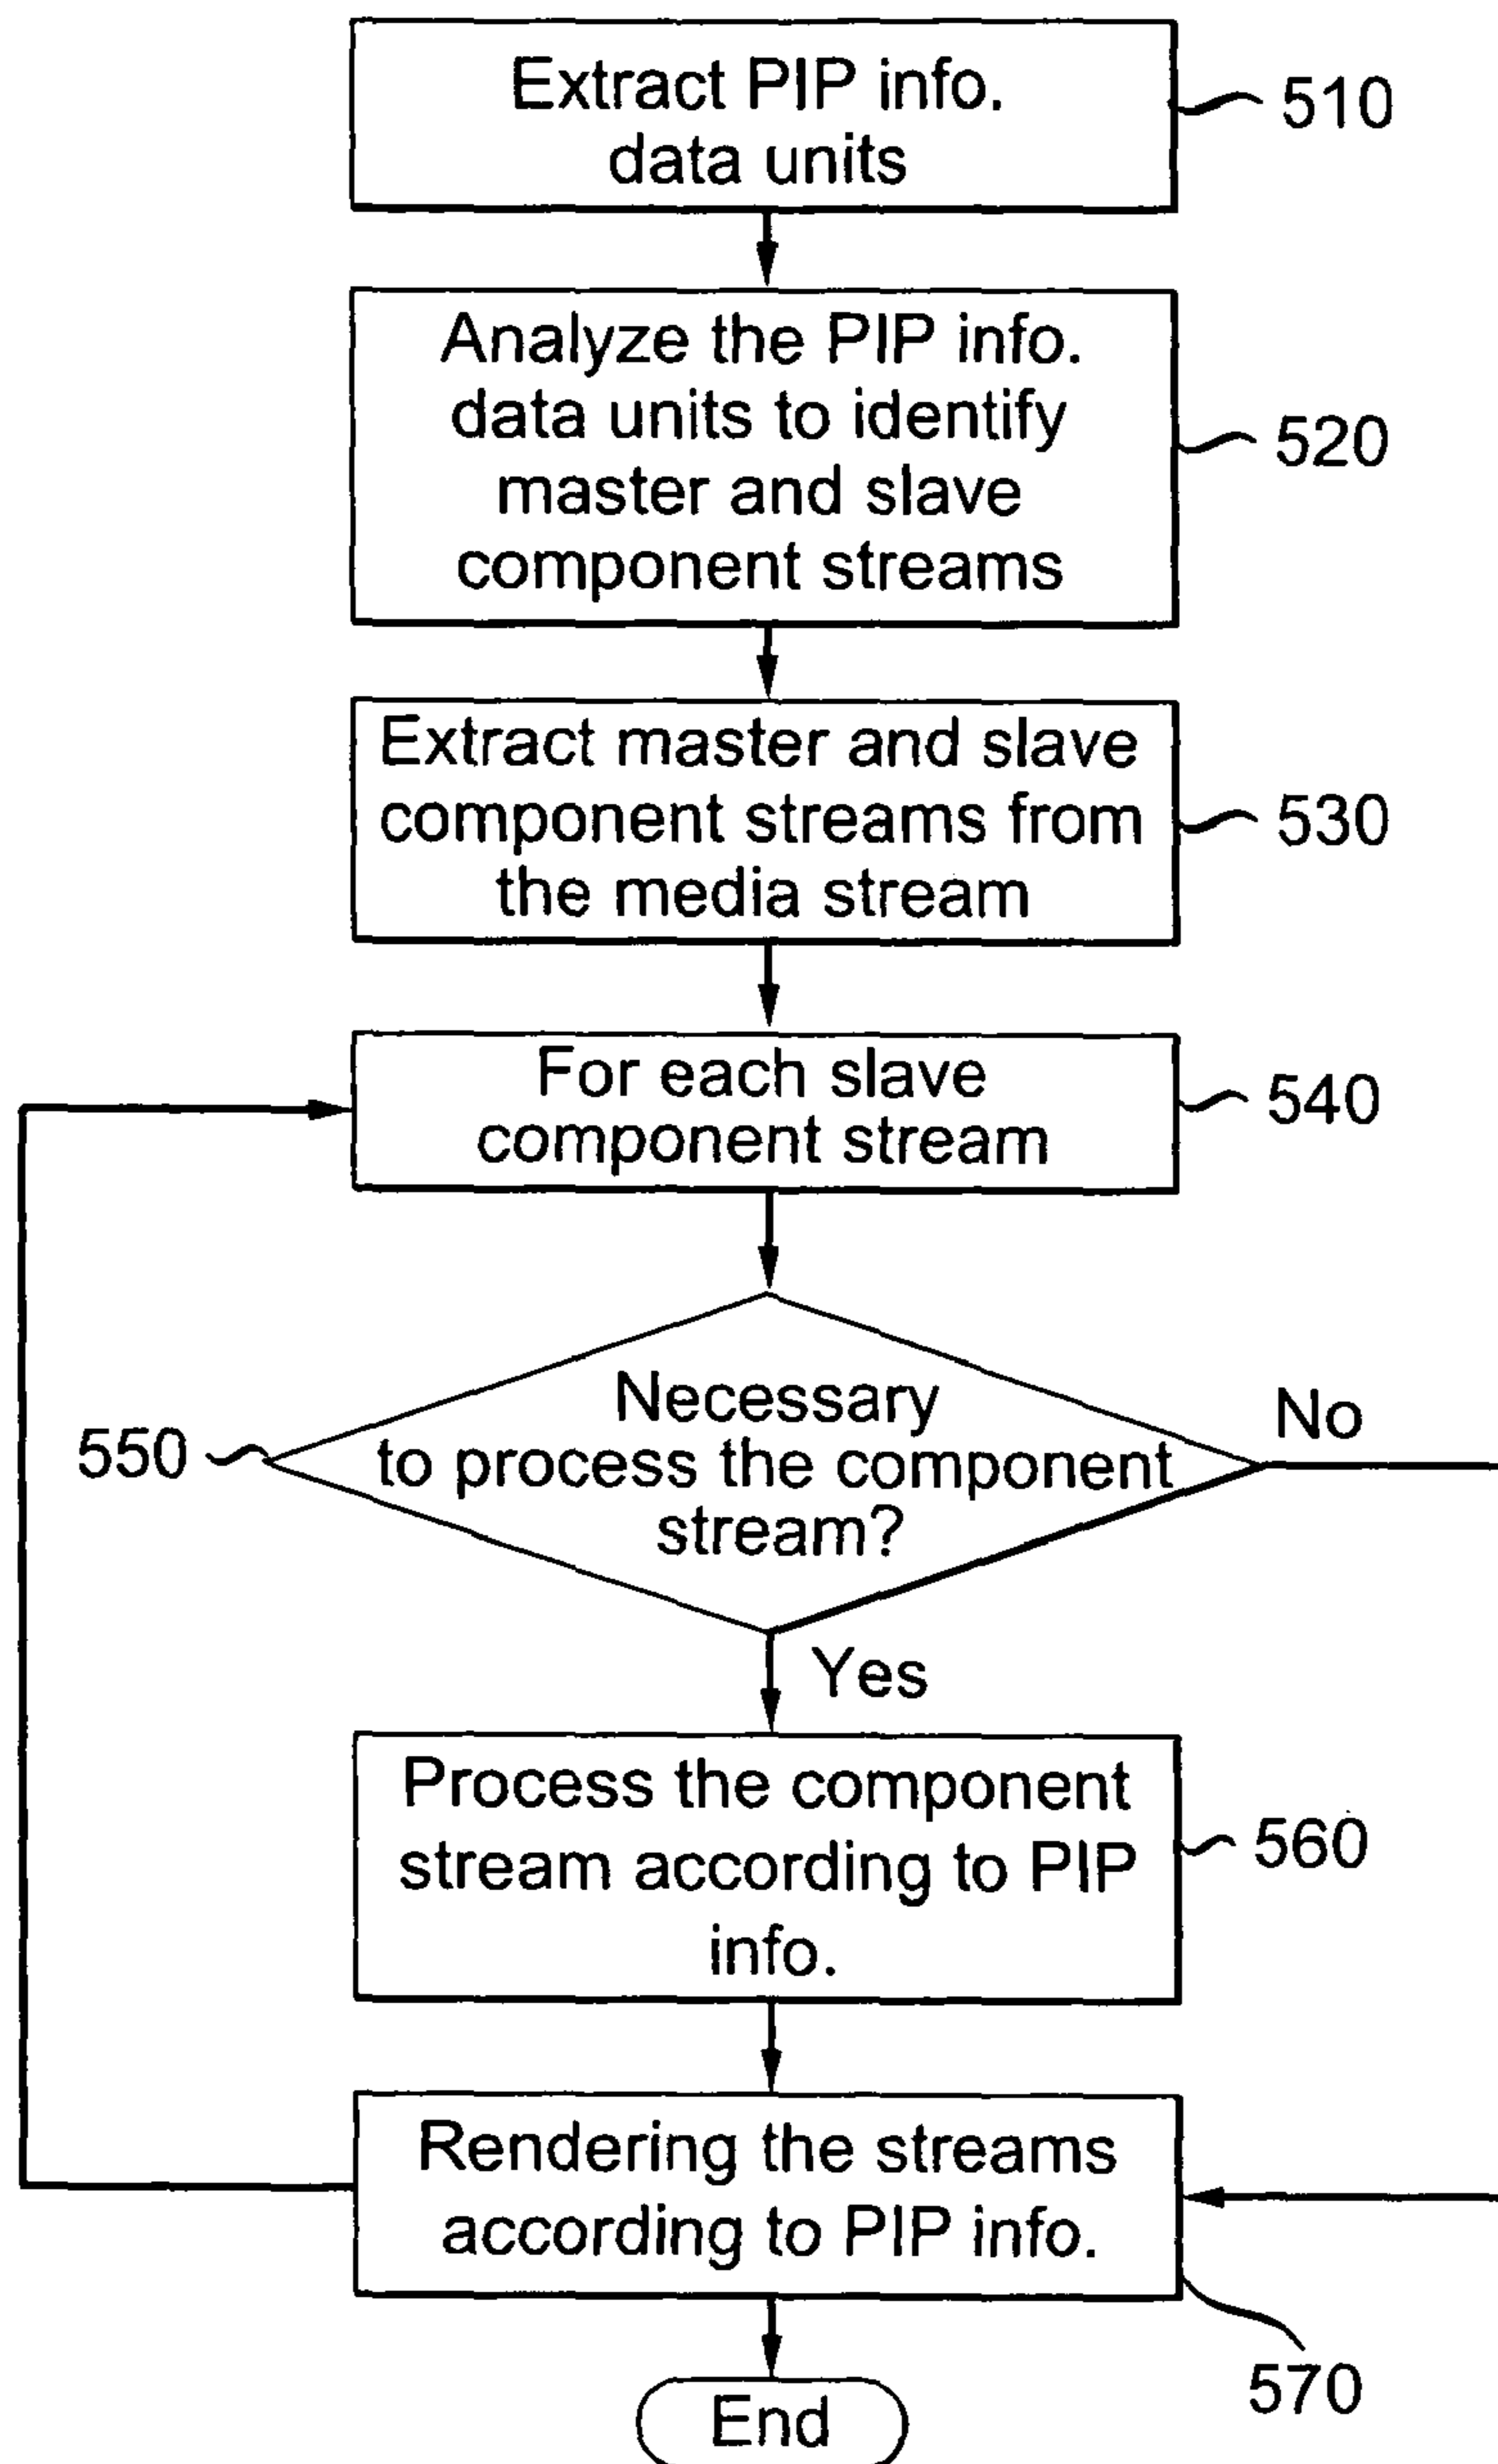 Extract PIP info.
data units
510
Analyze the PIP info.
data units to identify
master and slave
component streams
520
Extract master and slave
component streams from
the media stream
530
For each slave
component stream
540
Necessary
to process the component
stream?
550
No
Yes
Process the component
stream according to PIP
info.
560
Rendering the streams
according to PIP info.
570
End